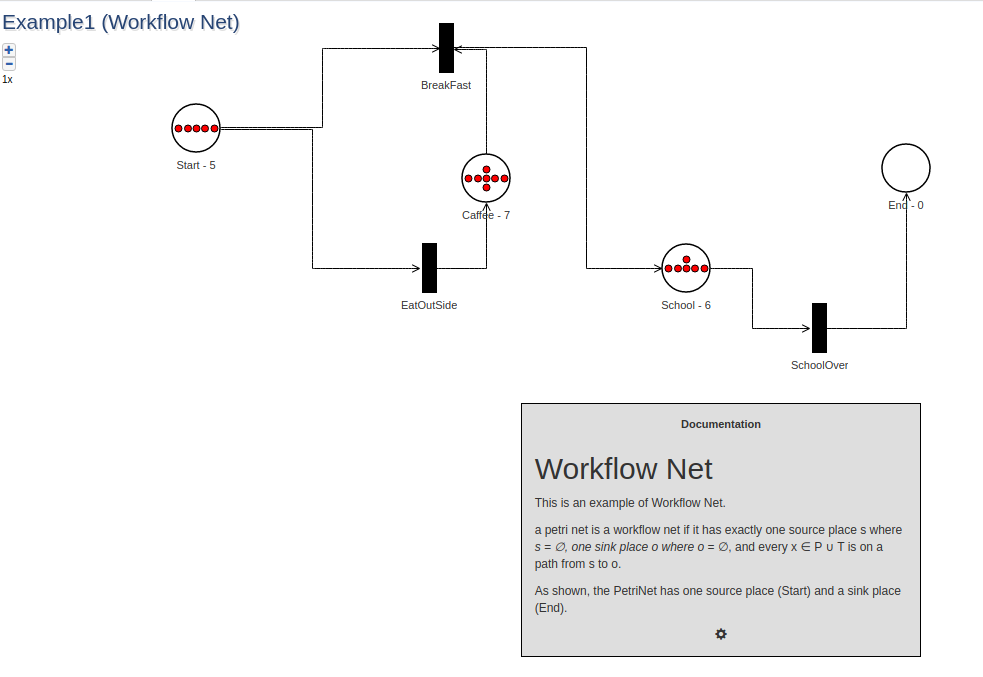 Example1 (Workflow Net)
+
−
1x
BreakFast
Start - 5
Caffee - 7
End - 0
EatOutSide
School - 6
SchoolOver
Documentation
Workflow Net
This is an example of Workflow Net.
a petri net is a workflow net if it has exactly one source place s where
s = ∅, one sink place o where o = ∅, and every x ∈ P ∪ T is on a
path from s to o.
As shown, the PetriNet has one source place (Start) and a sink place
(End).